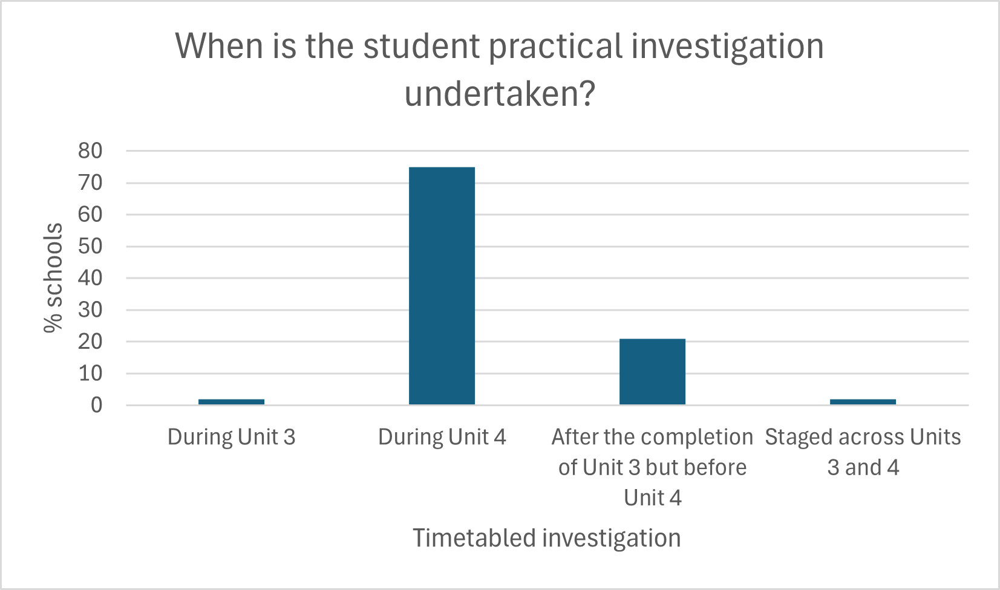 When is the student practical investigation
undertaken?
80
70
60
50
40
30
20
10
0
% schools
During Unit 3
During Unit 4
After the completion
of Unit 3 but before
Unit 4
Staged across Units
3 and 4
Timetabled investigation